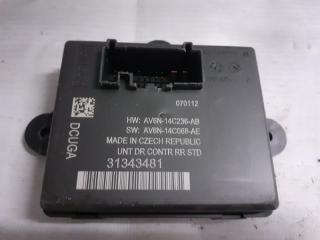 070112
HW: AV6N-14C236-AB
SW: AV6N-14C068-AE
MADE IN CZECH REPUBLIC
UNT DR CONTR RR STD
31343481
DCUGA